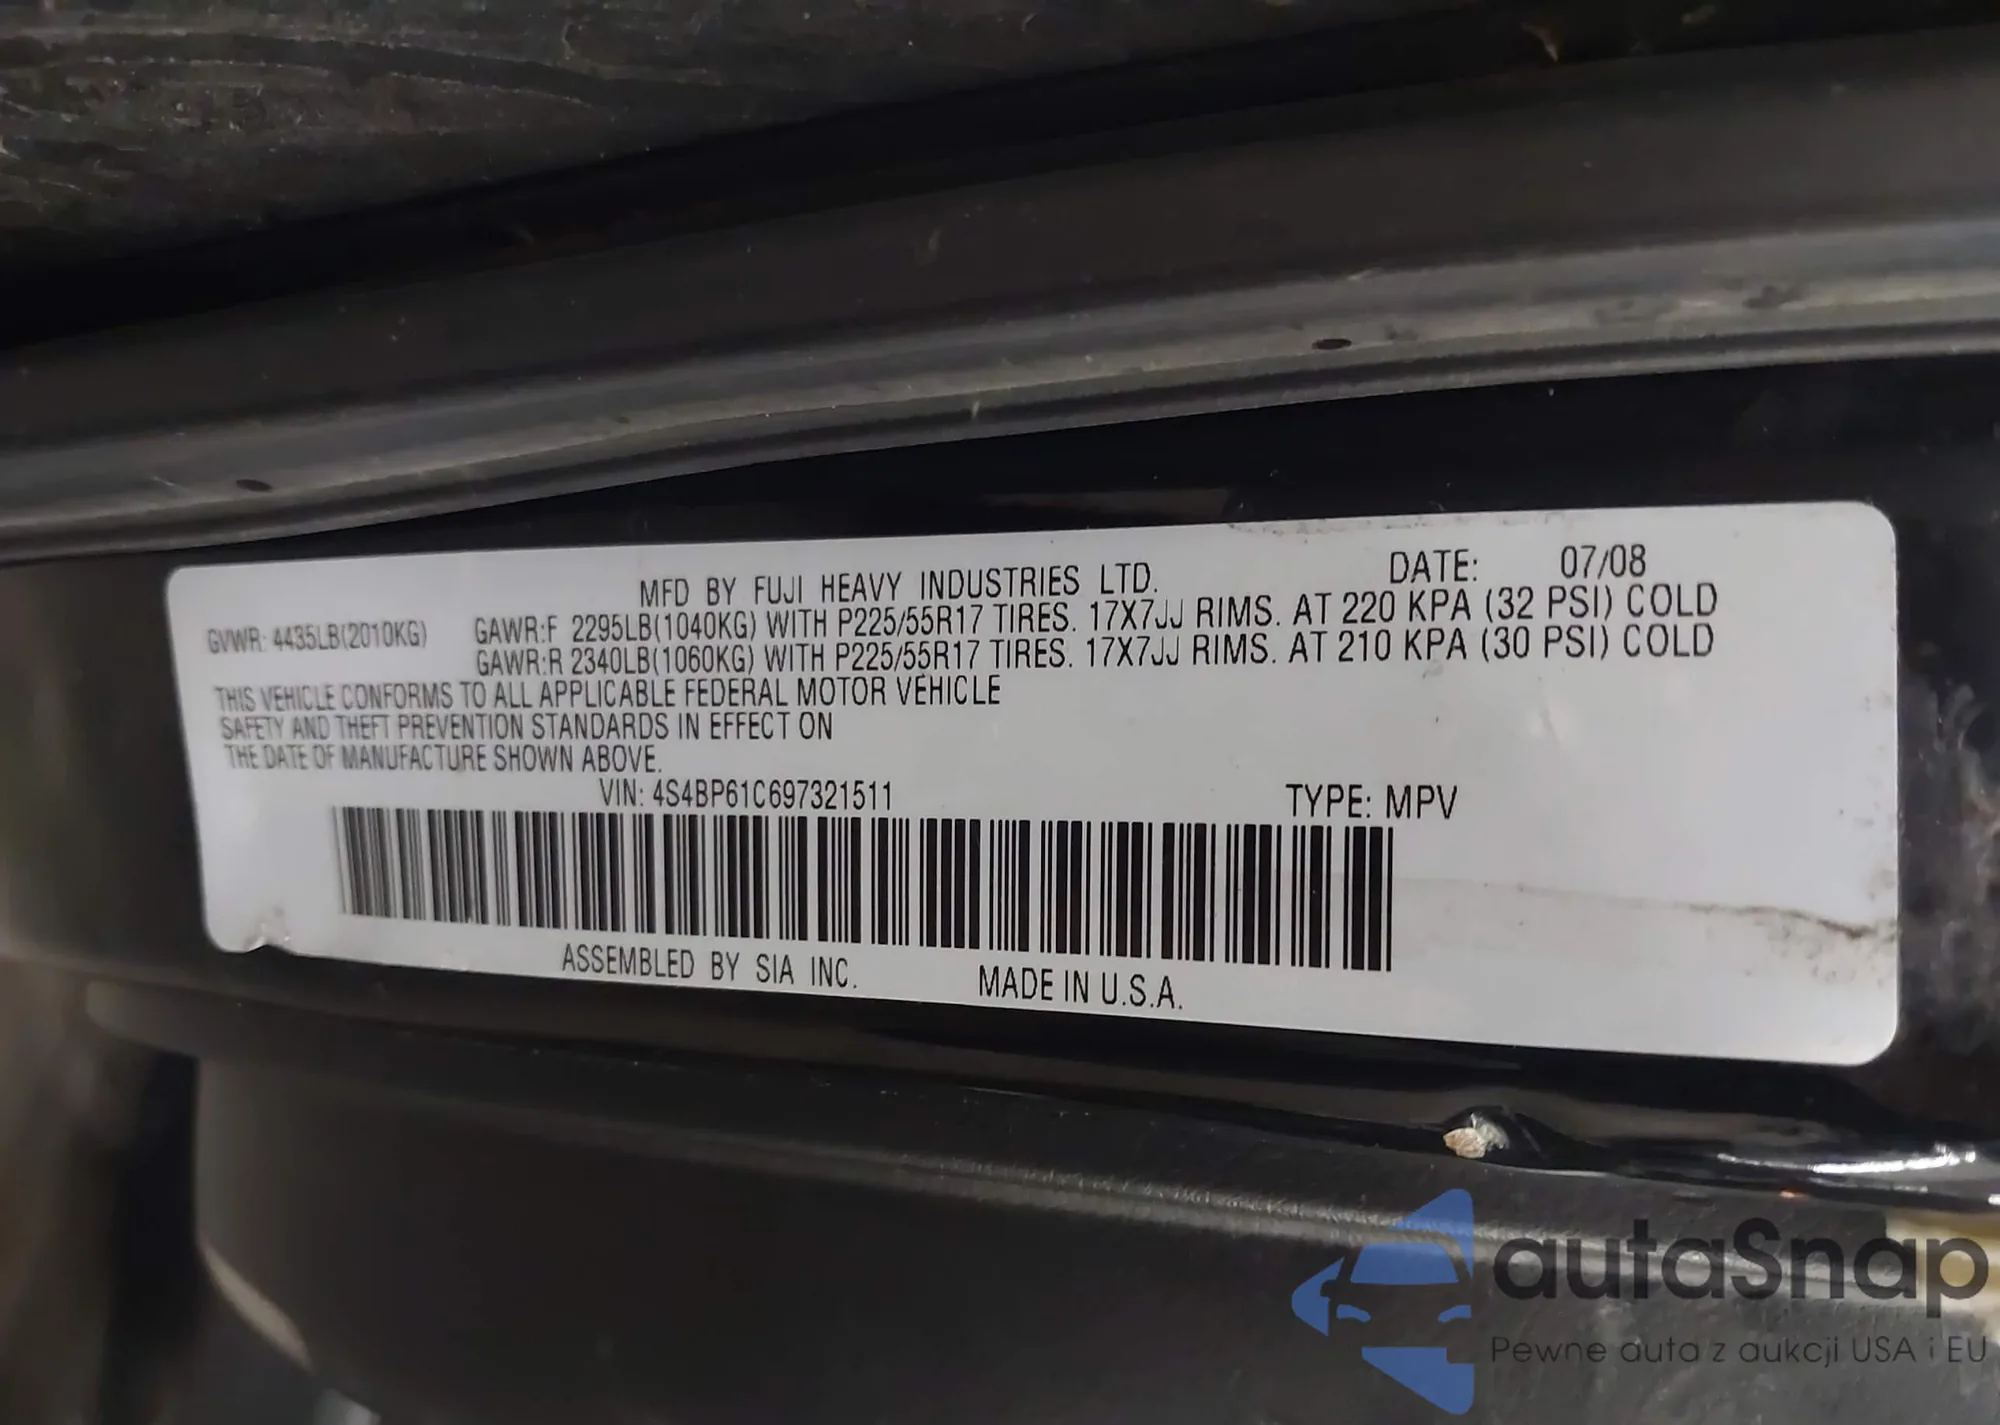 MFD BY FUJI HEAVY INDUSTRIES LTD. DATE: 07/08
GVWR: 4435LB(2010KG) GAWR:F 2295LB(1040KG) WITH P225/55R17 TIRES. 17X7JJ RIMS. AT 220 KPA (32 PSI) COLD
GAWR:R 2340LB(1060KG) WITH P225/55R17 TIRES. 17X7JJ RIMS. AT 210 KPA (30 PSI) COLD
THIS VEHICLE CONFORMS TO ALL APPLICABLE FEDERAL MOTOR VEHICLE
SAFETY AND THEFT PREVENTION STANDARDS IN EFFECT ON
THE DATE OF MANUFACTURE SHOWN ABOVE.
VIN: 4S4BP61C697321511 TYPE: MPV
ASSEMBLED BY SIA INC. MADE IN U.S.A.
autaSnap
Pewne auta z aukcji USA i EU